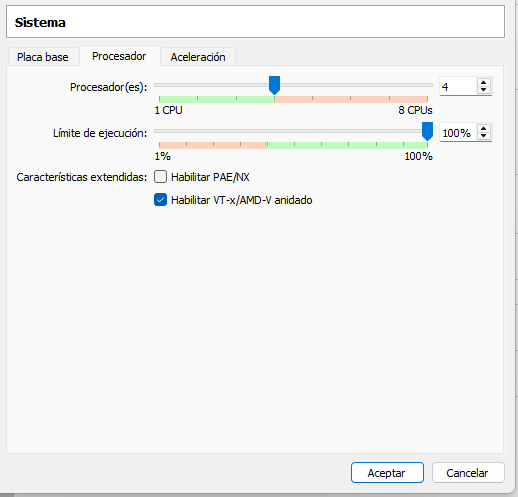 Sistema
Placa base Procesador Aceleración
Procesador(es): 4
1 CPU 8 CPUs
Límite de ejecución: 100%
1% 100%
Características extendidas: Habilitar PAE/NX
Habilitar VT-x/AMD-V anidado
Aceptar Cancelar